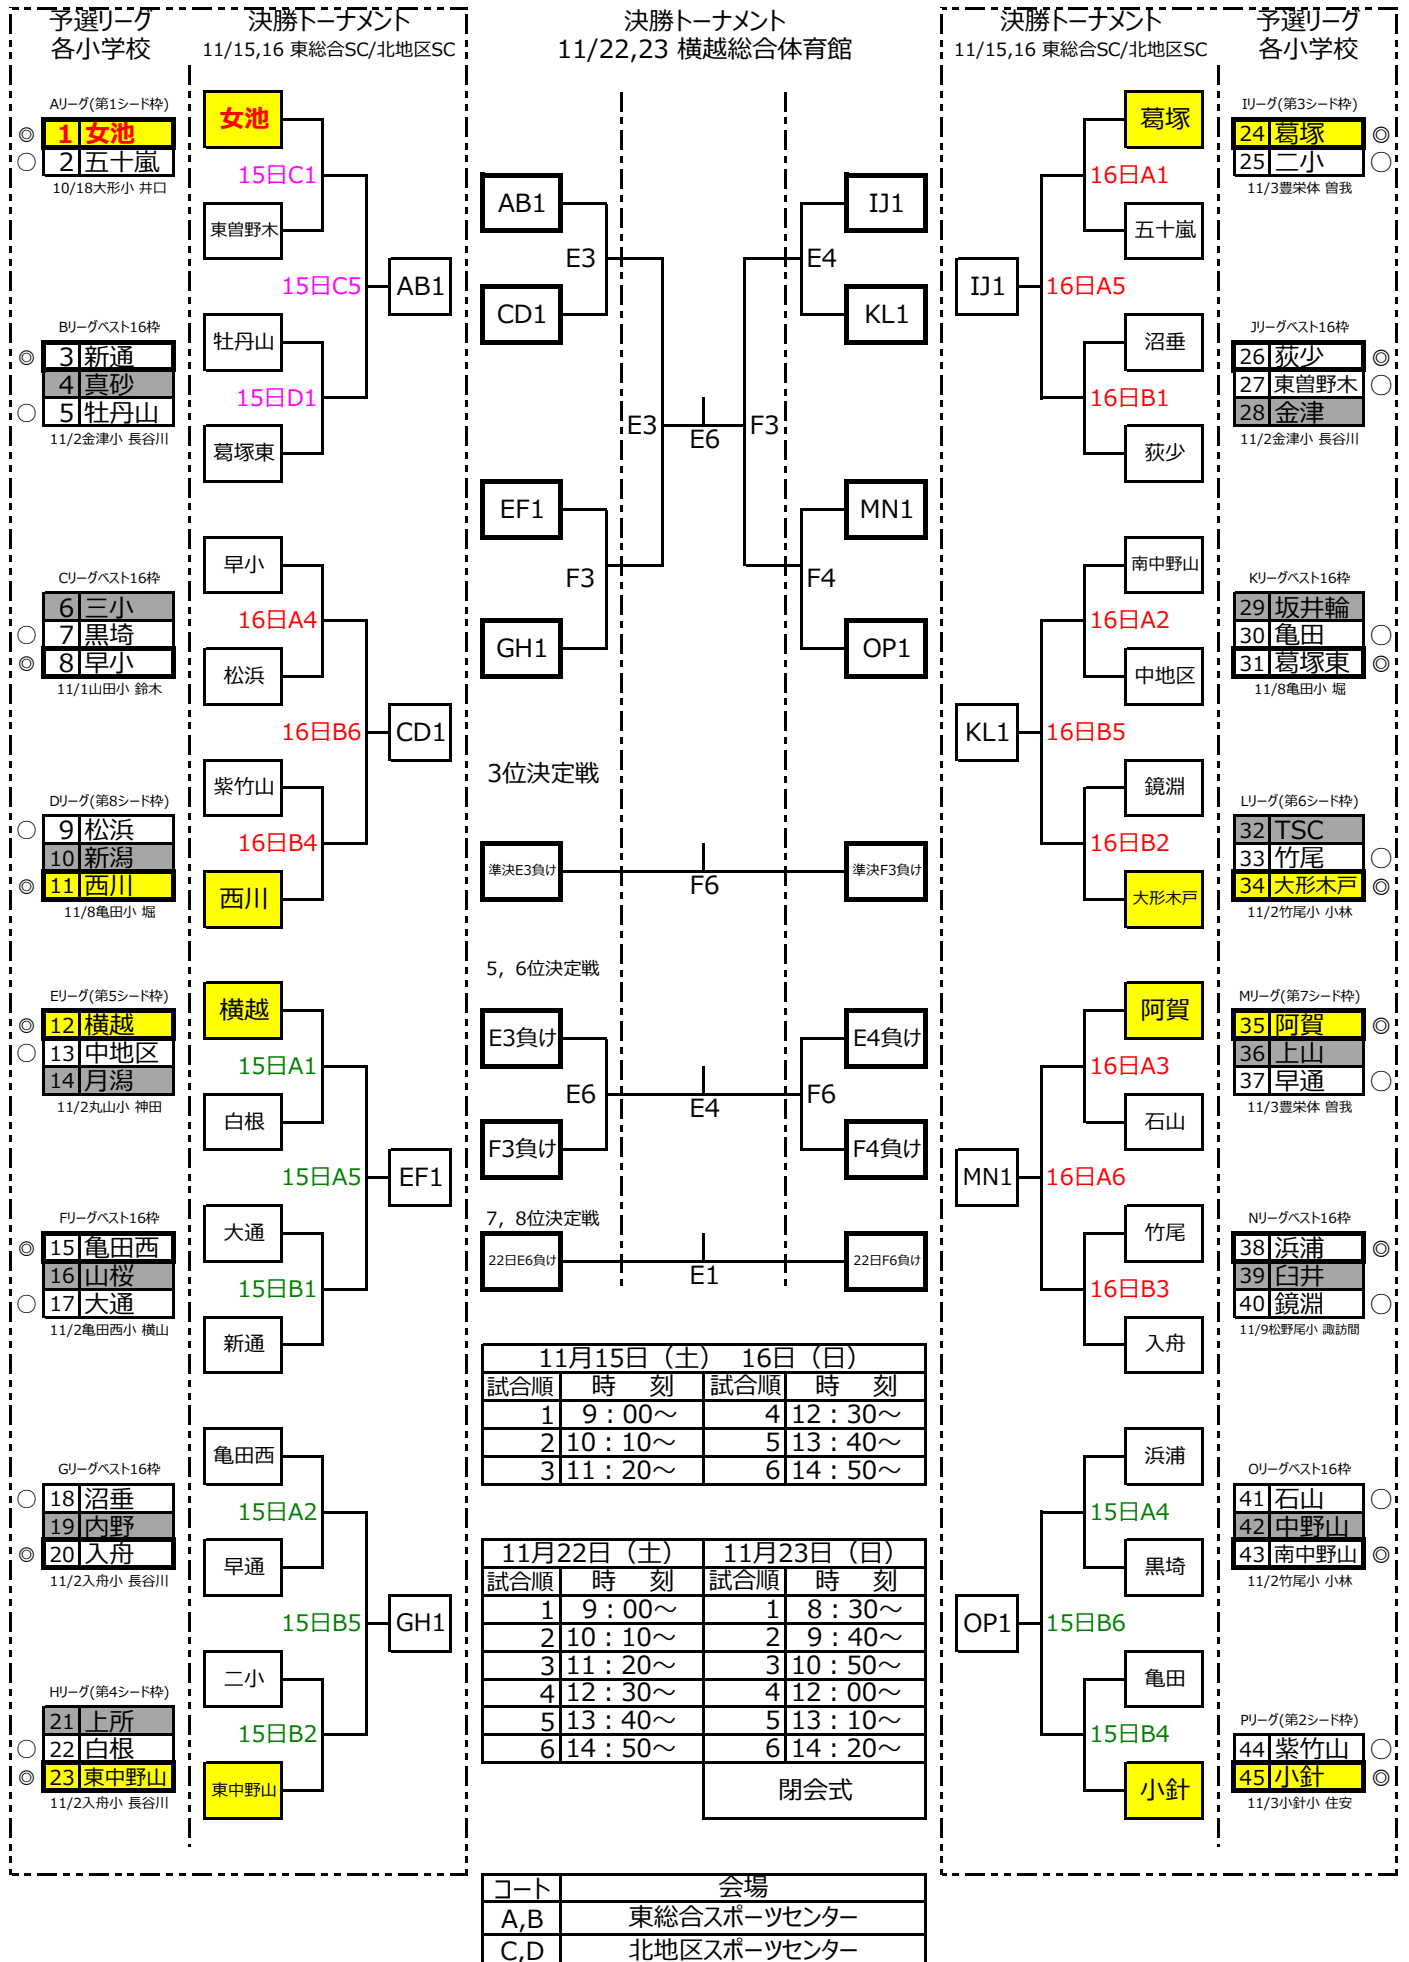 予選リーグ
各小学校
決勝トーナメント
11/15,16 東総合SC/北地区SC
決勝トーナメント
11/22,23 横越総合体育館
決勝トーナメント
11/15,16 東総合SC/北地区SC
予選リーグ
各小学校
Aリーグ(第1シード枠)
◎ 1 女池
○ 2 五十嵐
10/18大形小 井口
Bリーグベスト16枠
◎ 3 新通
4 真砂
○ 5 牡丹山
11/2金津小 長谷川
Cリーグベスト16枠
6 三小
○ 7 黒埼
◎ 8 早小
11/1山田小 鈴木
Dリーグ(第8シード枠)
○ 9 松浜
10 新潟
◎ 11 西川
11/8亀田小 堀
Eリーグ(第5シード枠)
◎ 12 横越
○ 13 中地区
14 月潟
11/2丸山小 神田
Fリーグベスト16枠
◎ 15 亀田西
16 山桜
○ 17 大通
11/2亀田西小 横山
Gリーグベスト16枠
○ 18 沼垂
19 内野
◎ 20 入舟
11/2入舟小 長谷川
Hリーグ(第4シード枠)
21 上所
○ 22 白根
◎ 23 東中野山
11/2入舟小 長谷川
女池
15日C1
東曽野木
15日C5
AB1
牡丹山
15日D1
葛塚東
早小
16日A4
松浜
16日B6
CD1
紫竹山
16日B4
西川
横越
15日A1
白根
15日A5
EF1
大通
15日B1
新通
亀田西
15日A2
早通
15日B5
GH1
二小
15日B2
東中野山
AB1
E3
CD1
E3
EF1
F3
GH1
E6
IJ1
E4
KL1
F3
MN1
F4
OP1
3位決定戦
準決E3負け
F6
準決F3負け
5，6位決定戦
E3負け
E6
F3負け
E4
E4負け
F6
F4負け
7，8位決定戦
22日E6負け
E1
22日F6負け
11月15日（土） 16日（日）
試合順 時 刻 試合順 時 刻
1 9：00～ 4 12：30～
2 10：10～ 5 13：40～
3 11：20～ 6 14：50～
11月22日（土） 11月23日（日）
試合順 時 刻 試合順 時 刻
1 9：00～ 1 8：30～
2 10：10～ 2 9：40～
3 11：20～ 3 10：50～
4 12：30～ 4 12：00～
5 13：40～ 5 13：10～
6 14：50～ 6 14：20～
閉会式
コート 会場
A,B 東総合スポーツセンター
C,D 北地区スポーツセンター
葛塚
16日A1
五十嵐
IJ1
16日A5
沼垂
16日B1
荻少
南中野山
16日A2
中地区
KL1
16日B5
鏡淵
16日B2
大形木戸
阿賀
16日A3
石山
MN1
16日A6
竹尾
16日B3
入舟
浜浦
15日A4
黒埼
OP1
15日B6
亀田
15日B4
小針
Iリーグ(第3シード枠)
24 葛塚 ◎
25 二小 ○
11/3豊栄体 曽我
Jリーグベスト16枠
26 荻少 ◎
27 東曽野木 ○
28 金津
11/2金津小 長谷川
Kリーグベスト16枠
29 坂井輪
30 亀田 ○
31 葛塚東 ◎
11/8亀田小 堀
Lリーグ(第6シード枠)
32 TSC
33 竹尾 ○
34 大形木戸 ◎
11/2竹尾小 小林
Mリーグ(第7シード枠)
35 阿賀 ◎
36 上山
37 早通 ○
11/3豊栄体 曽我
Nリーグベスト16枠
38 浜浦 ◎
39 臼井
40 鏡淵 ○
11/9松野尾小 諏訪間
Oリーグベスト16枠
41 石山 ○
42 中野山
43 南中野山 ◎
11/2竹尾小 小林
Pリーグ(第2シード枠)
44 紫竹山 ○
45 小針 ◎
11/3小針小 住安